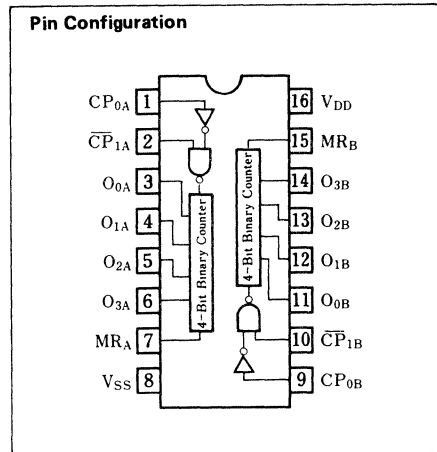 Pin Configuration
CP0A 1
C̅P̅1A 2
O0A 3
O1A 4
O2A 5
O3A 6
MRA 7
VSS 8
4-Bit Binary Counter
4-Bit Binary Counter
16 VDD
15 MRB
14 O3B
13 O2B
12 O1B
11 O0B
10 C̅P̅1B
9 CP0B